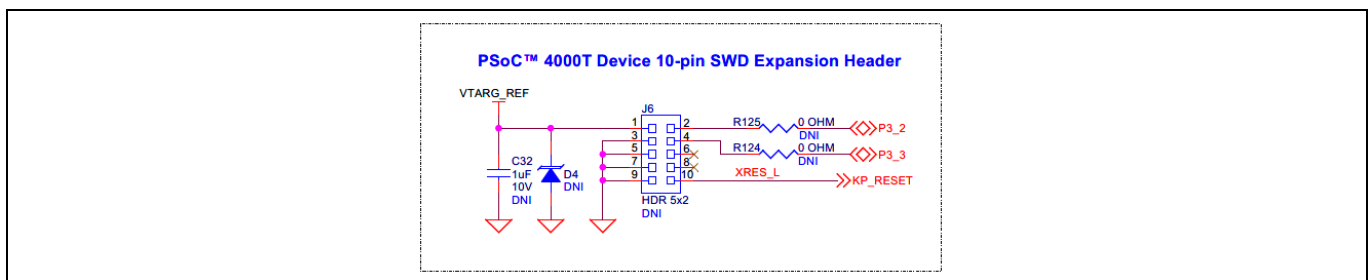 PSoC™ 4000T Device 10-pin SWD Expansion Header
VTARG_REF
J6
1 2 R125 0 OHM P3_2
DNI
3 4
5 6 R124 0 OHM P3_3
DNI
7 8
9 10 XRES_L KP_RESET
C32
1uF
10V
DNI
D4
DNI
HDR 5x2
DNI